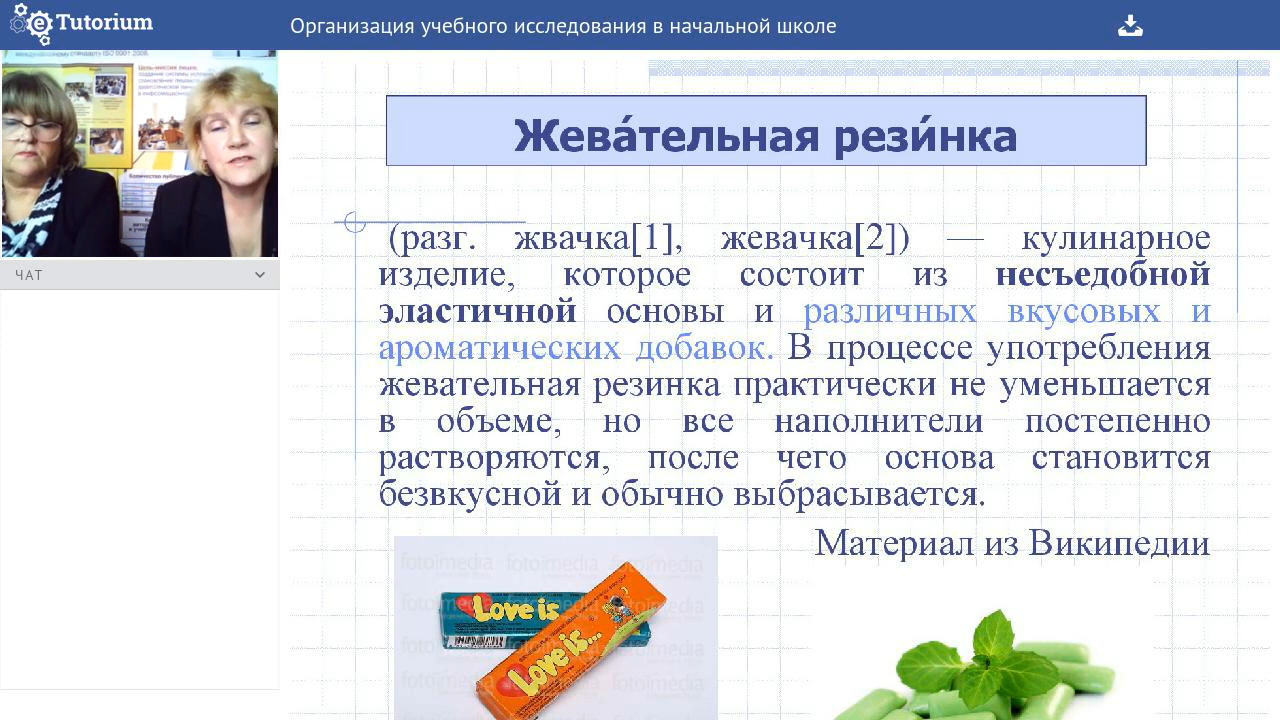 eTutorium
Организация учебного исследования в начальной школе
ЧАТ
Жева́тельная рези́нка
(разг. жвачка[1], жевачка[2]) — кулинарное
изделие, которое состоит из несъедобной
эластичной основы и различных вкусовых и
ароматических добавок. В процессе употребления
жевательная резинка практически не уменьшается
в объеме, но все наполнители постепенно
растворяются, после чего основа становится
безвкусной и обычно выбрасывается.
Материал из Википедии
Love is
Love is...